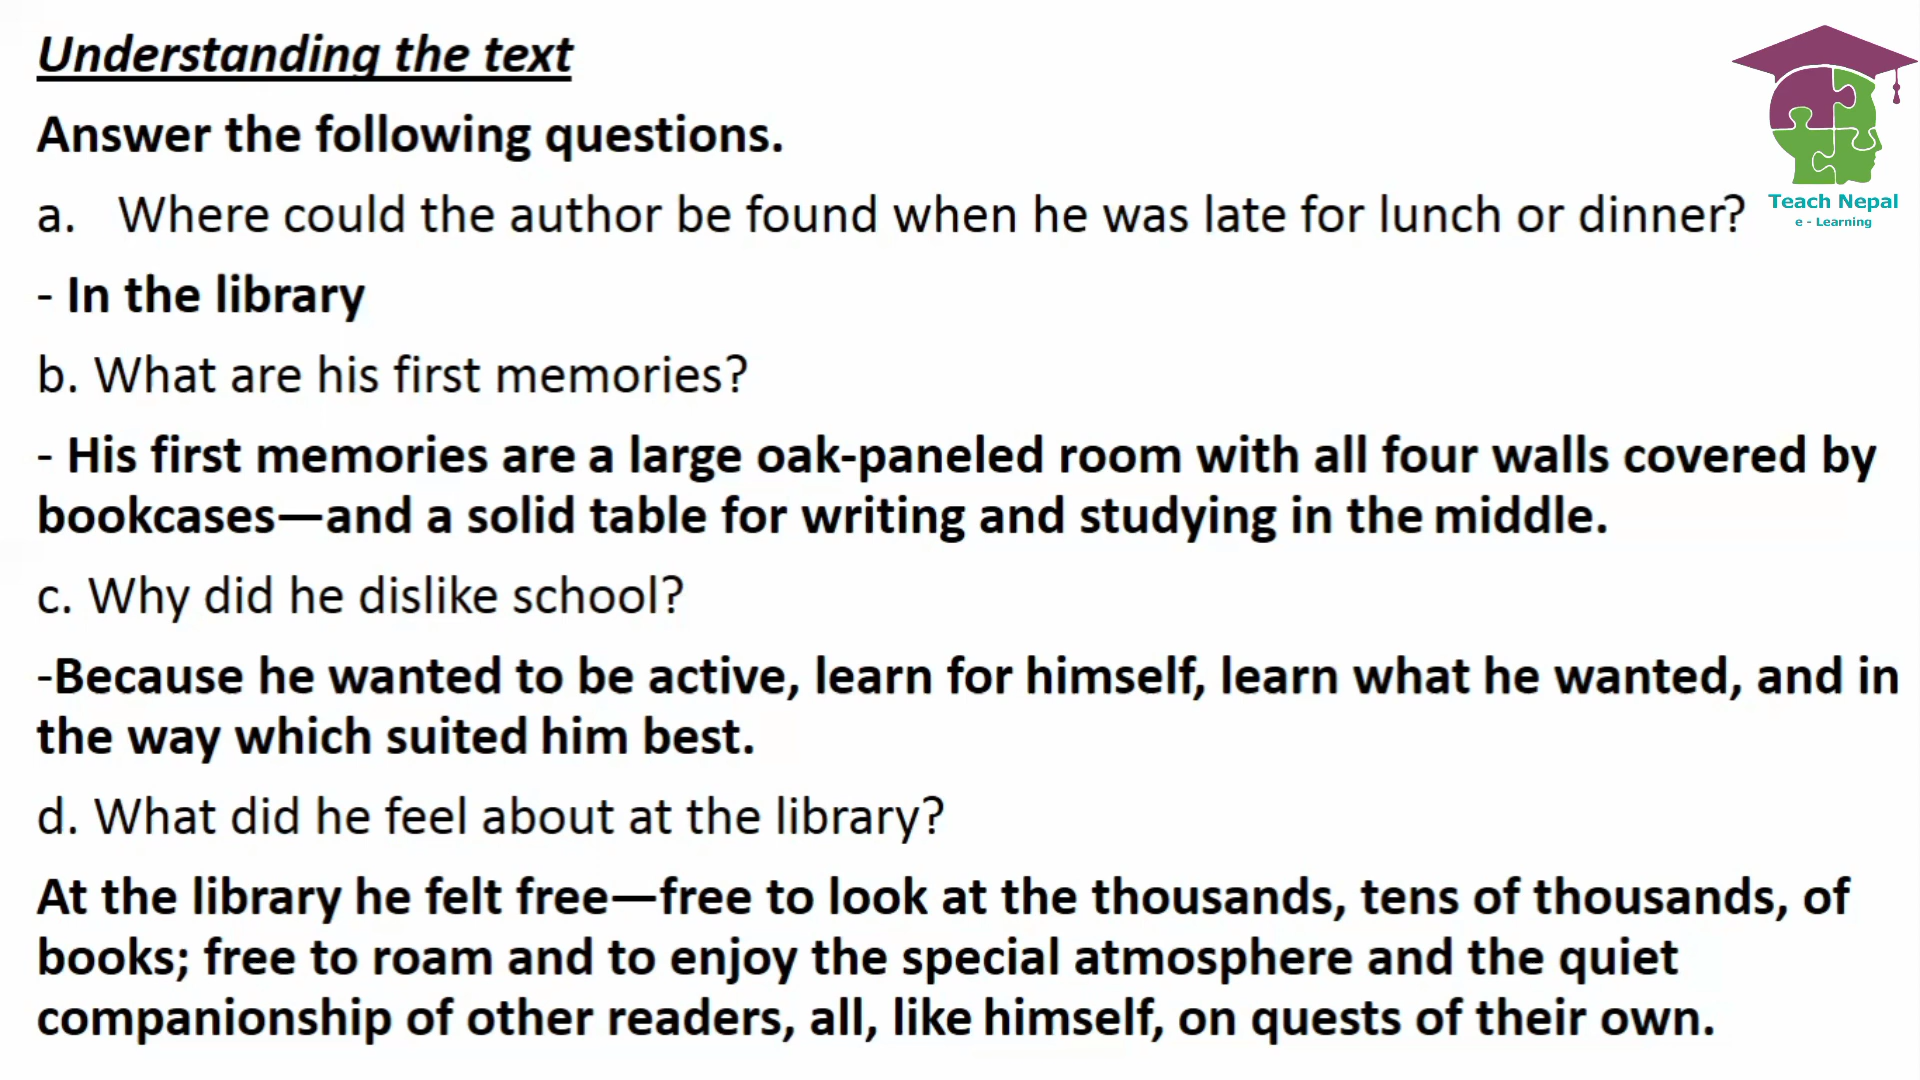 Understanding the text
Answer the following questions.
a. Where could the author be found when he was late for lunch or dinner?
- In the library
b. What are his first memories?
- His first memories are a large oak-paneled room with all four walls covered by
bookcases—and a solid table for writing and studying in the middle.
c. Why did he dislike school?
-Because he wanted to be active, learn for himself, learn what he wanted, and in
the way which suited him best.
d. What did he feel about at the library?
At the library he felt free—free to look at the thousands, tens of thousands, of
books; free to roam and to enjoy the special atmosphere and the quiet
companionship of other readers, all, like himself, on quests of their own.
Teach Nepal
e - Learning